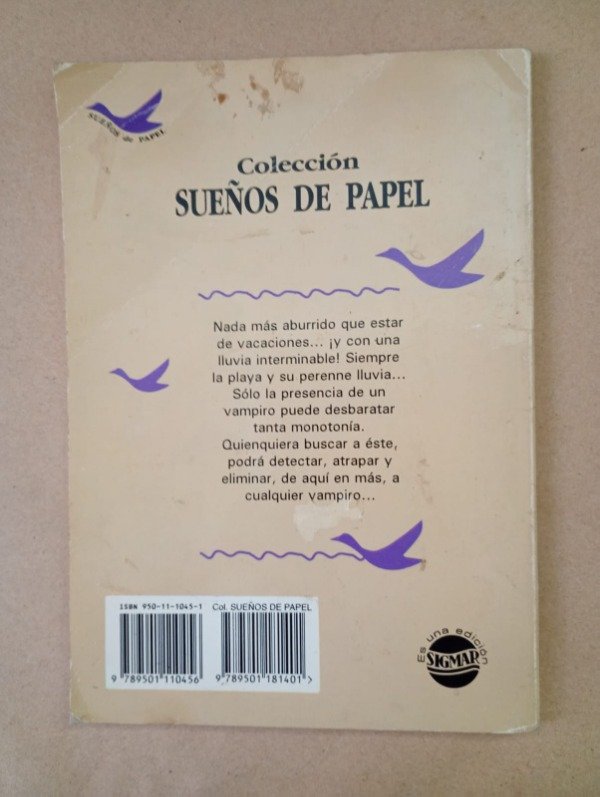 SUEÑOS de PAPEL
Colección
SUEÑOS DE PAPEL
Nada más aburrido que estar
de vacaciones... ¡y con una
lluvia interminable! Siempre
la playa y su perenne lluvia...
Sólo la presencia de un
vampiro puede desbaratar
tanta monotonía.
Quienquiera buscar a éste,
podrá detectar, atrapar y
eliminar, de aquí en más, a
cualquier vampiro...
ISBN 950-11-1045-1
Col. SUEÑOS DE PAPEL
9 789501 110456
9 789501 181401 >
Es una edición
SIGMAR